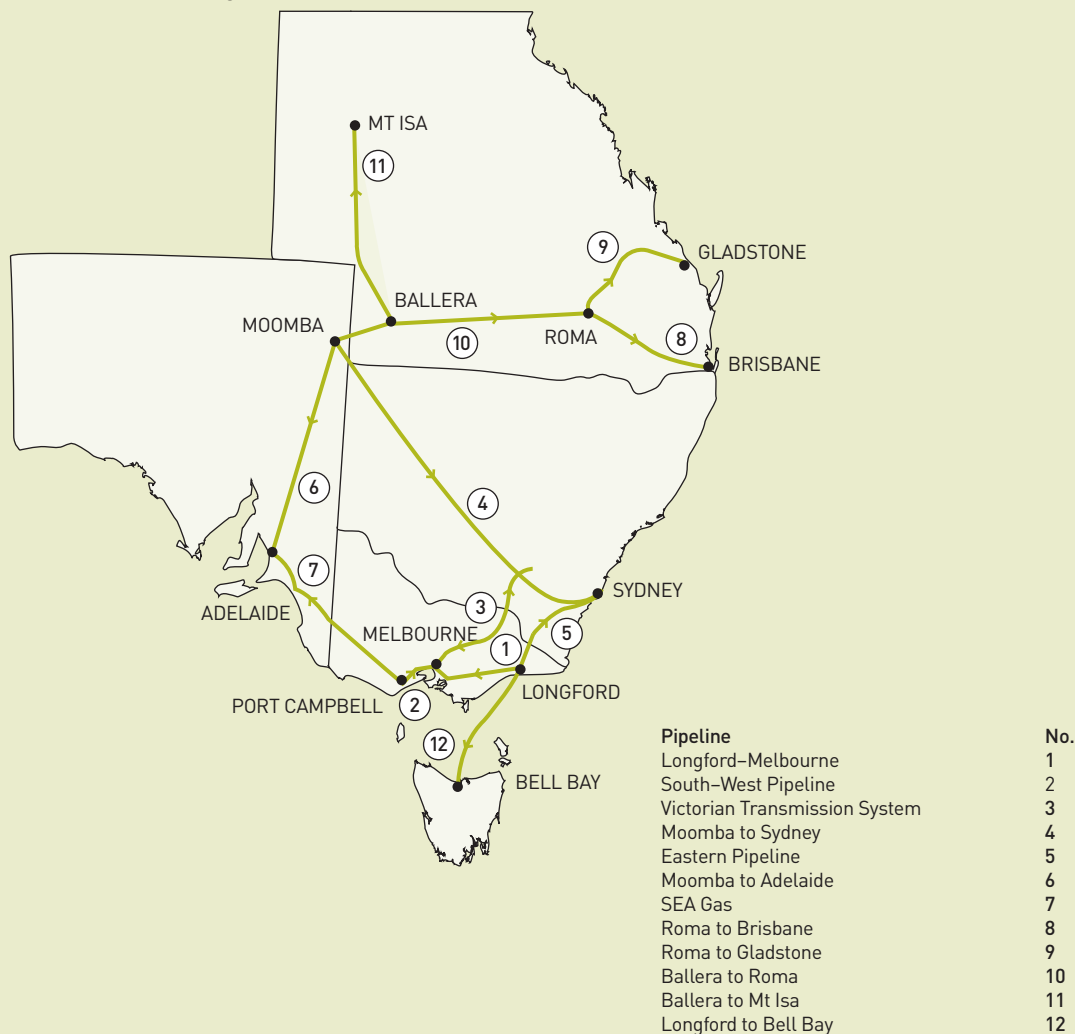 MT ISA
11
9
GLADSTONE
BALLERA
MOOMBA
ROMA
10
8
BRISBANE
6
4
7
SYDNEY
ADELAIDE
3
MELBOURNE
1
5
LONGFORD
PORT CAMPBELL
2
12
BELL BAY
Pipeline No.
Longford–Melbourne 1
South–West Pipeline 2
Victorian Transmission System 3
Moomba to Sydney 4
Eastern Pipeline 5
Moomba to Adelaide 6
SEA Gas 7
Roma to Brisbane 8
Roma to Gladstone 9
Ballera to Roma 10
Ballera to Mt Isa 11
Longford to Bell Bay 12